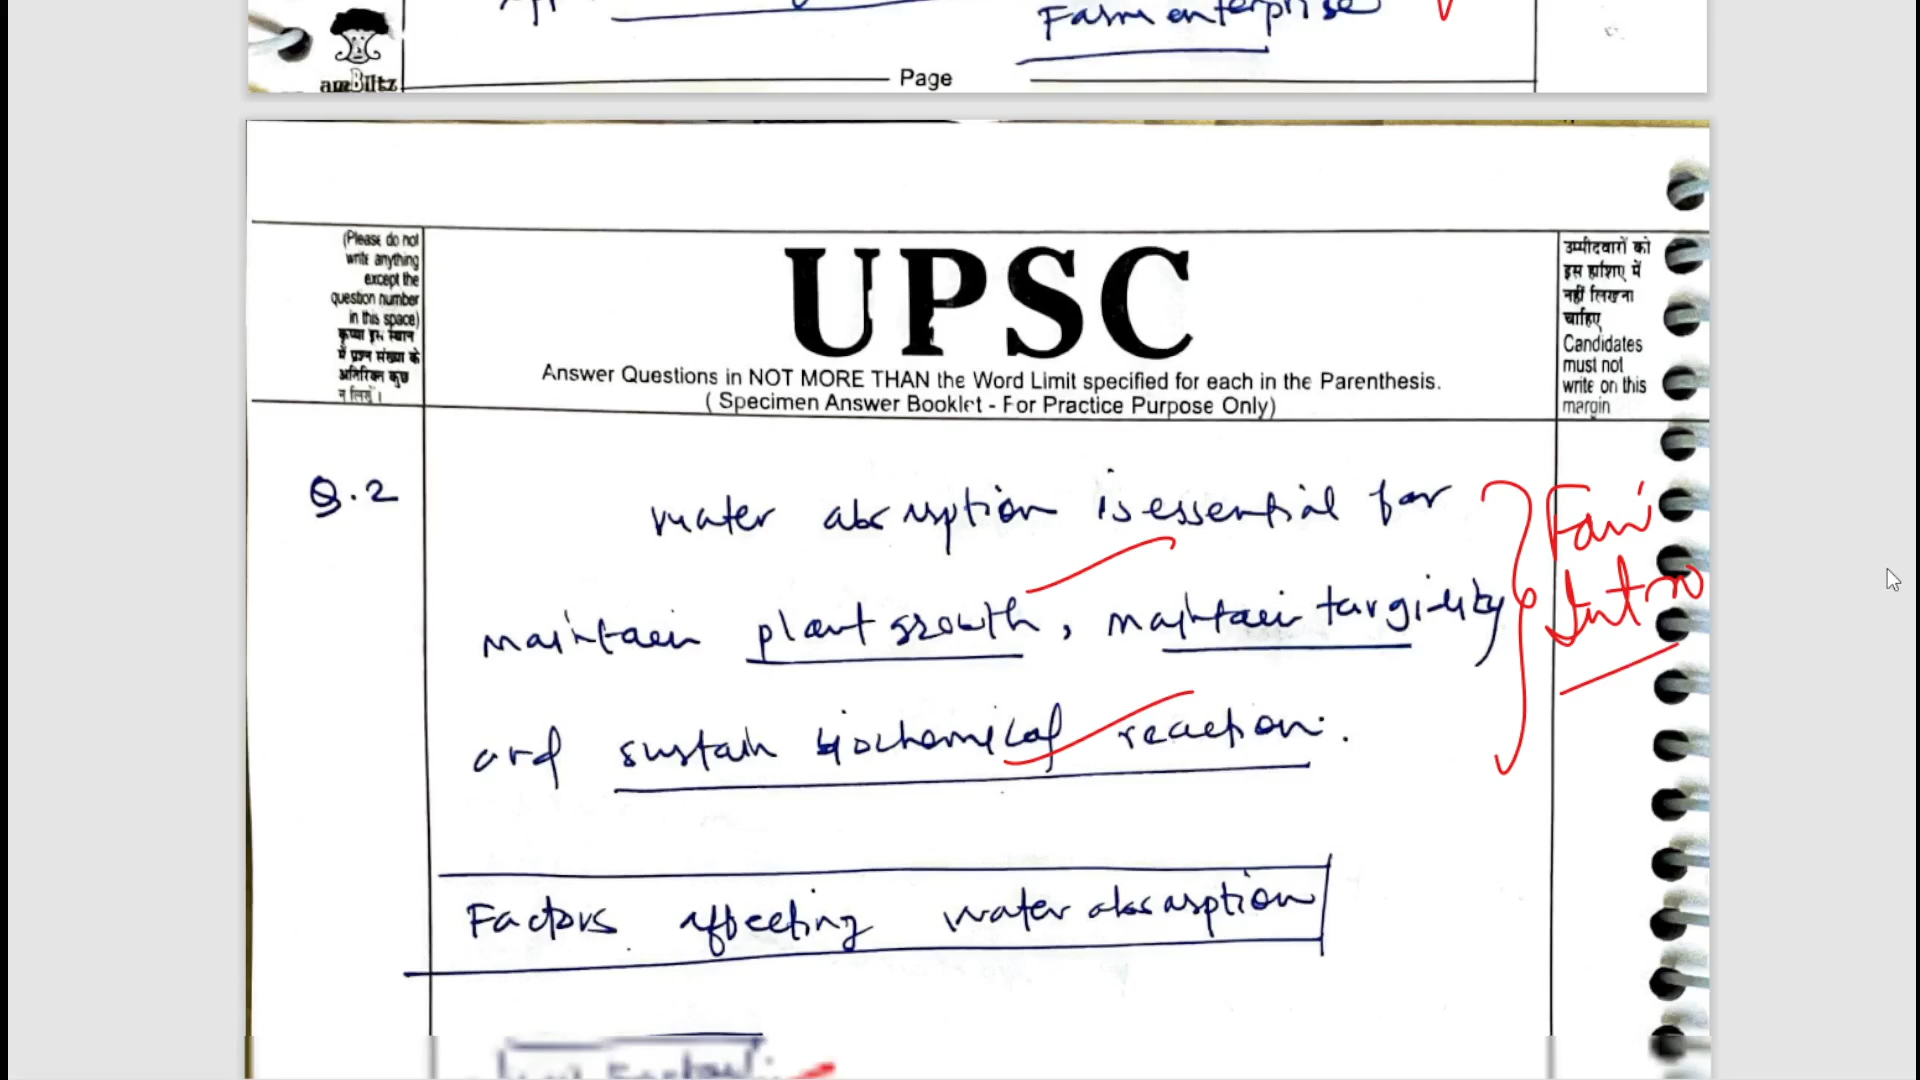 Farm enterprise
amBiltz
Page
(Please do not
write anything
except the
question number
in this space)
कृपया इस स्थान
में प्रश्न संख्या के
अतिरिक्त कुछ
न लिखें।
UPSC
Answer Questions in NOT MORE THAN the Word Limit specified for each in the Parenthesis.
( Specimen Answer Booklet - For Practice Purpose Only)
उम्मीदवारों को
इस हाशिए में
नहीं लिखना
चाहिए
Candidates
must not
write on this
margin
Q.2
water absorption is essential for
maintain plant growth, maintain turgidity
and sustain biochemical reaction.
Fair
Intro
Factors affecting water absorption